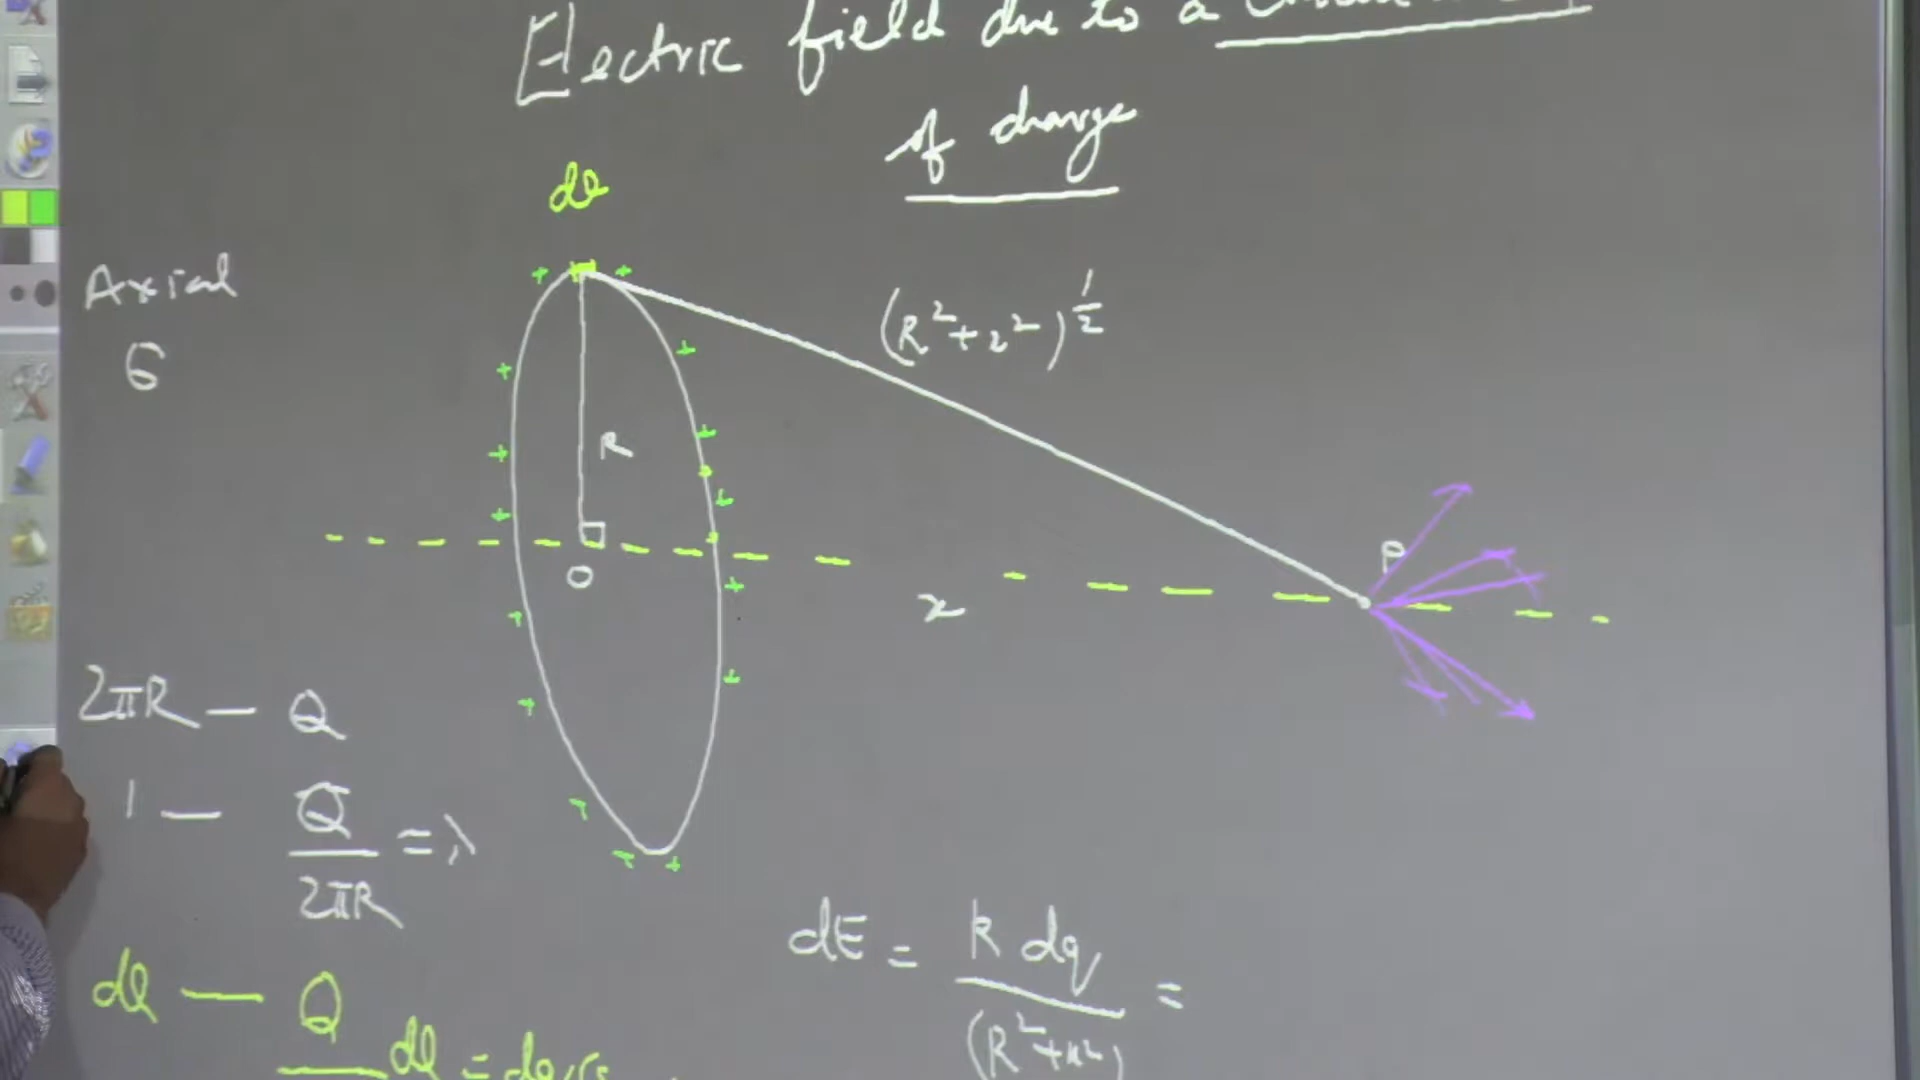 Electric field due to a
of charge
dl
Axial
6
(R²+x²)^1/2
R
P
O
x
2πR — Q
1 — Q/2πR = λ
dE = k dq/(R²+x²) =
dl — Q dl =